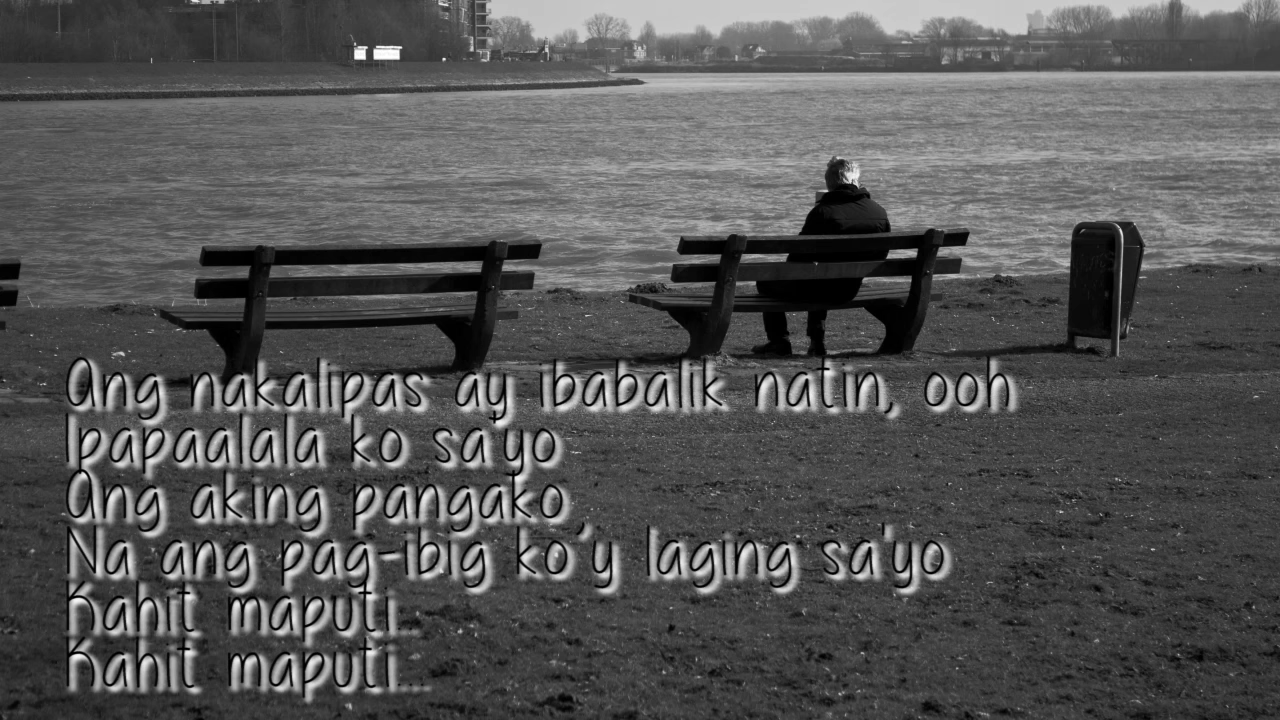 Ang nakalipas ay ibabalik natin, ooh
Ipapaalala ko sa'yo
Ang aking pangako
Na ang pag-ibig ko'y laging sa'yo
Kahit maputi...
Kahit maputi...